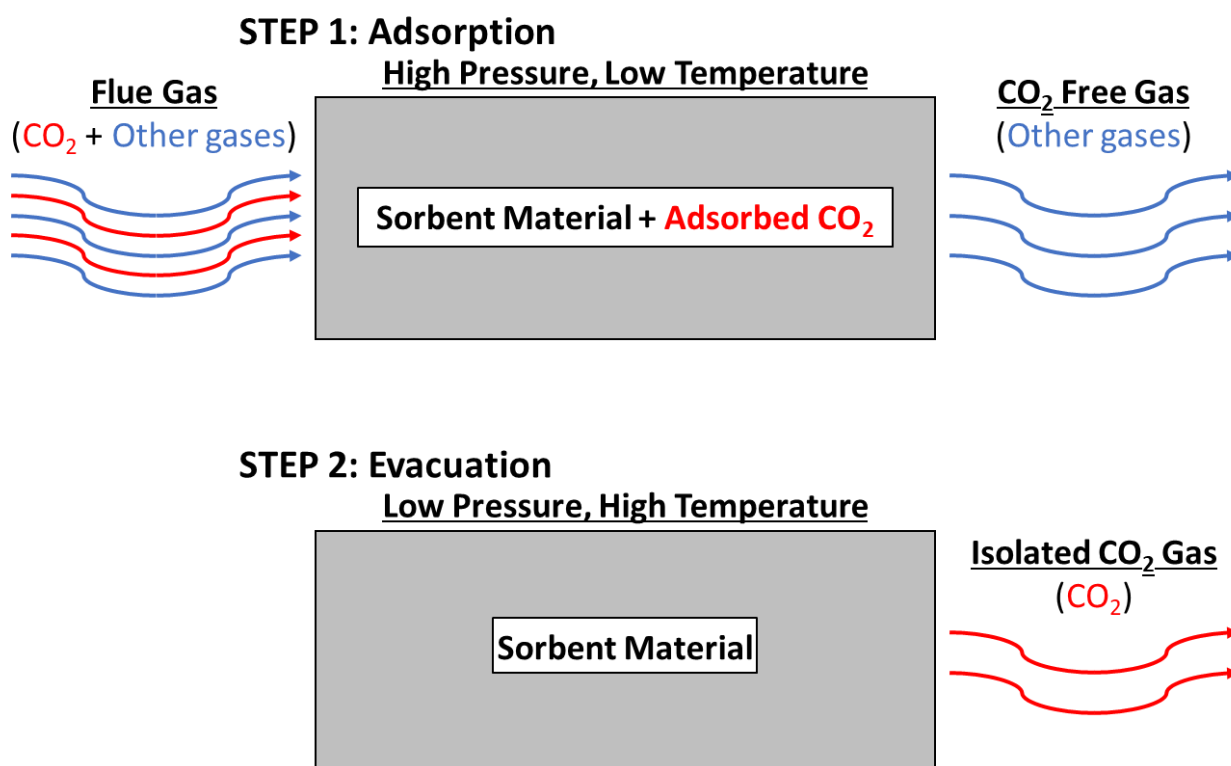 STEP 1: Adsorption
High Pressure, Low Temperature
Flue Gas
(CO₂ + Other gases)
Sorbent Material + Adsorbed CO₂
CO₂ Free Gas
(Other gases)
STEP 2: Evacuation
Low Pressure, High Temperature
Sorbent Material
Isolated CO₂ Gas
(CO₂)